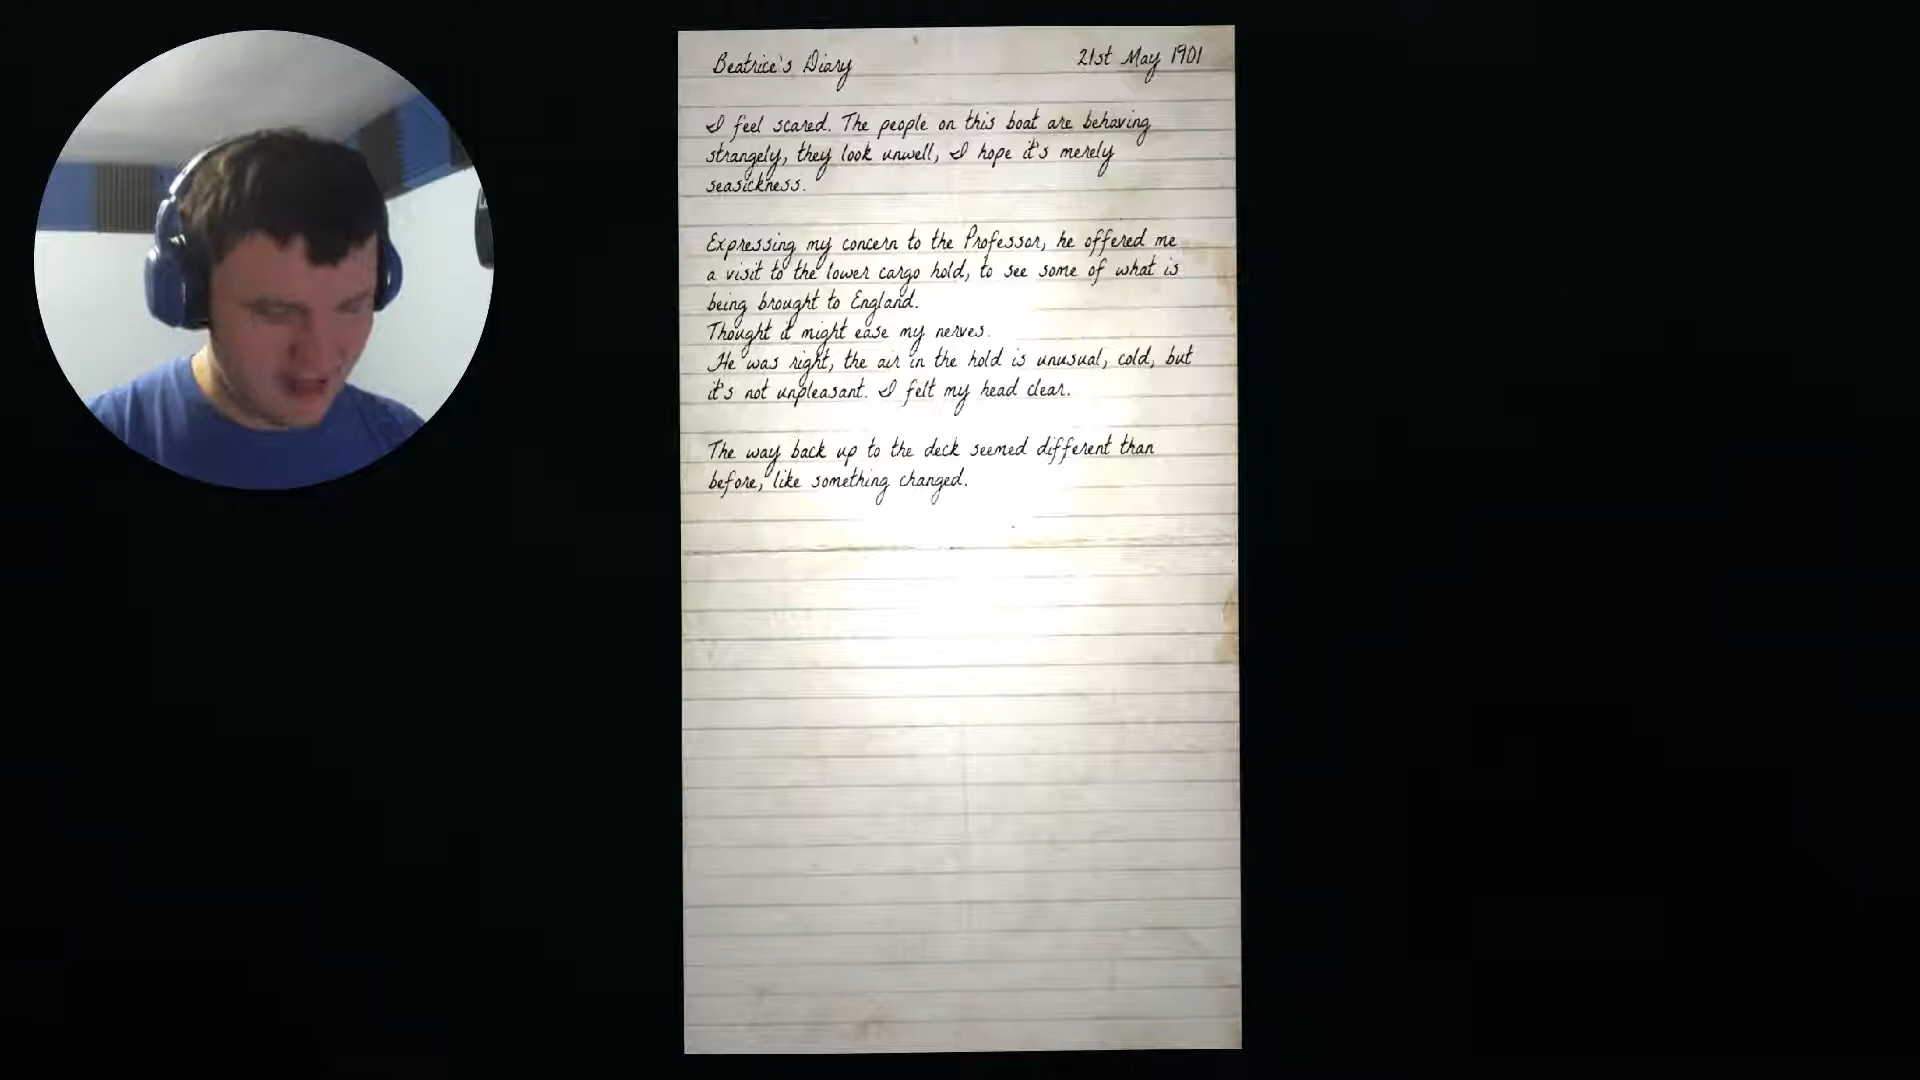 Beatrice's Diary
21st May 1901
I feel scared. The people on this boat are behaving
strangely, they look unwell, I hope it's merely
seasickness.
Expressing my concern to the Professor, he offered me
a visit to the lower cargo hold, to see some of what is
being brought to England.
Thought it might ease my nerves.
He was right, the air in the hold is unusual, cold, but
it's not unpleasant. I felt my head clear.
The way back up to the deck seemed different than
before, like something changed.